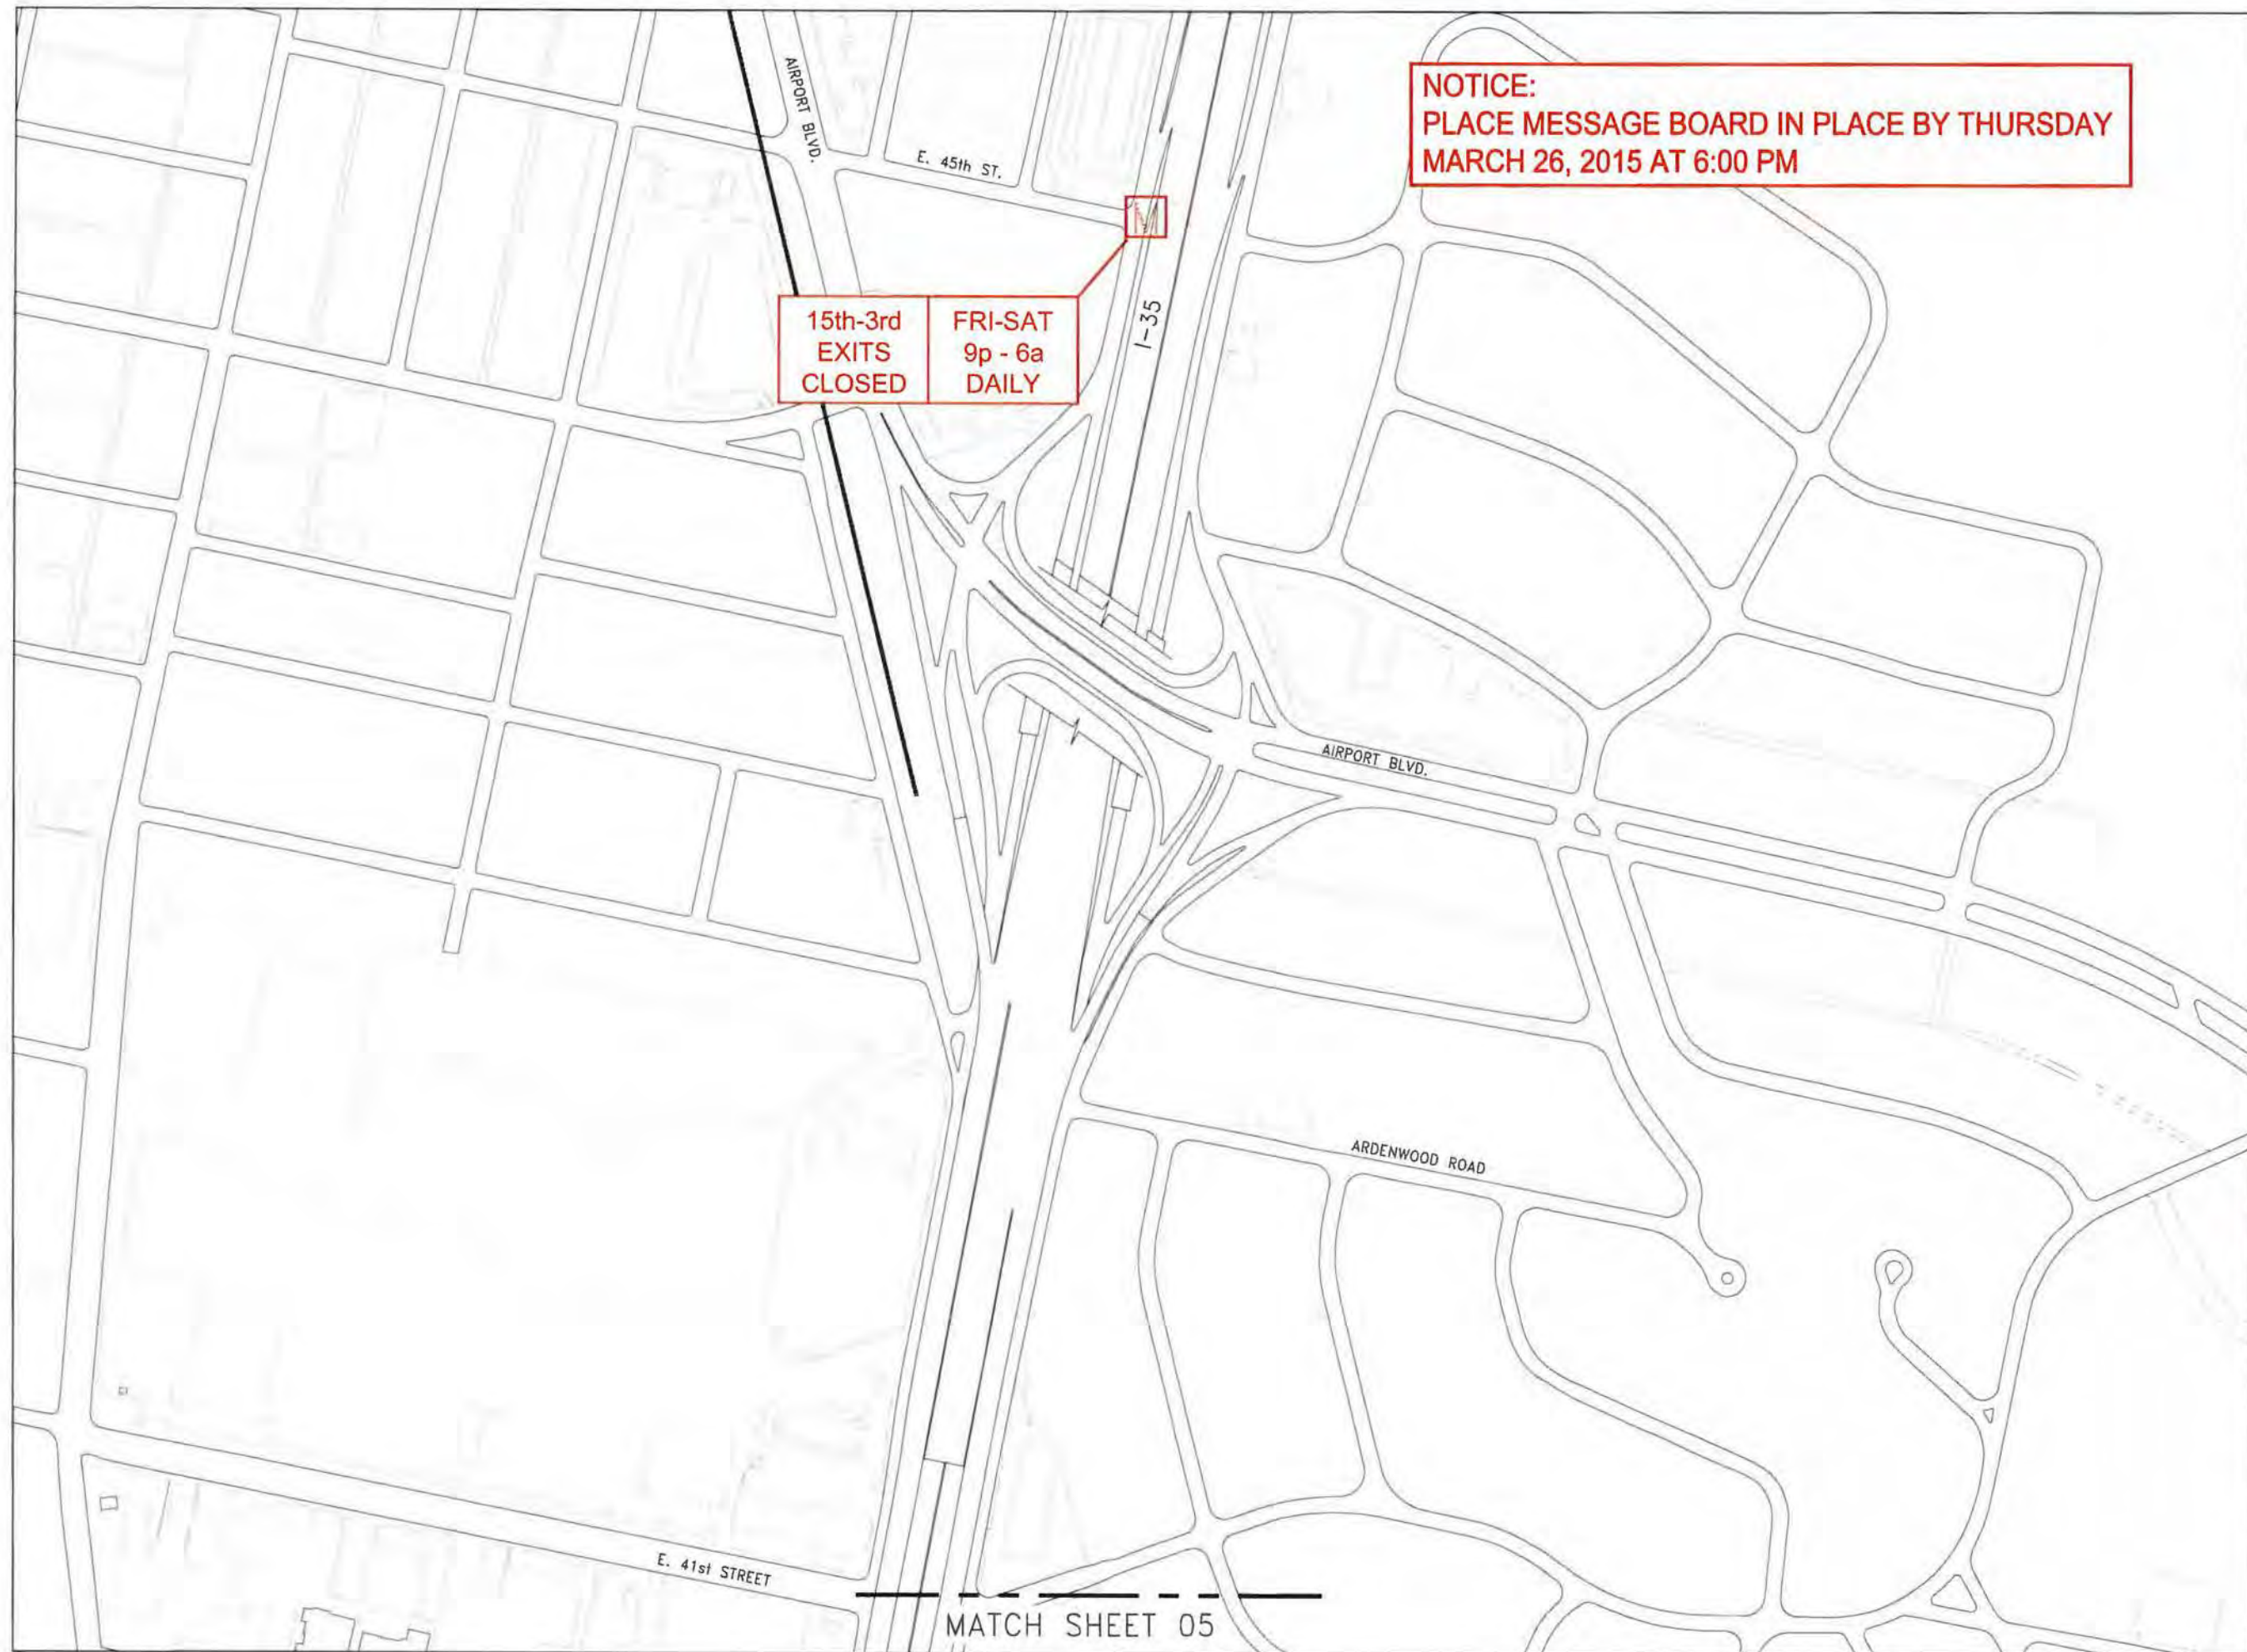 NOTICE:
PLACE MESSAGE BOARD IN PLACE BY THURSDAY
MARCH 26, 2015 AT 6:00 PM
AIRPORT BLVD.
E. 45th ST.
I-35
15th-3rd
EXITS
CLOSED
FRI-SAT
9p - 6a
DAILY
AIRPORT BLVD.
ARDENWOOD ROAD
E. 41st STREET
MATCH SHEET 05